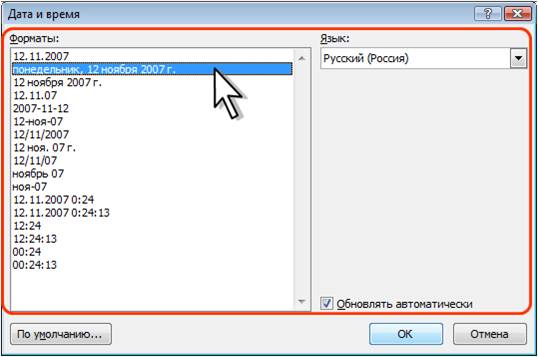 Дата и время
Форматы:
Язык:
12.11.2007
Русский (Россия)
понедельник, 12 ноября 2007 г.
12 ноября 2007 г.
12.11.07
2007-11-12
12-ноя-07
12/11/2007
12 ноя. 07 г.
12/11/07
ноябрь 07
ноя-07
12.11.2007 0:24
12.11.2007 0:24:13
12:24
12:24:13
00:24
00:24:13
Обновлять автоматически
По умолчанию...
ОК
Отмена